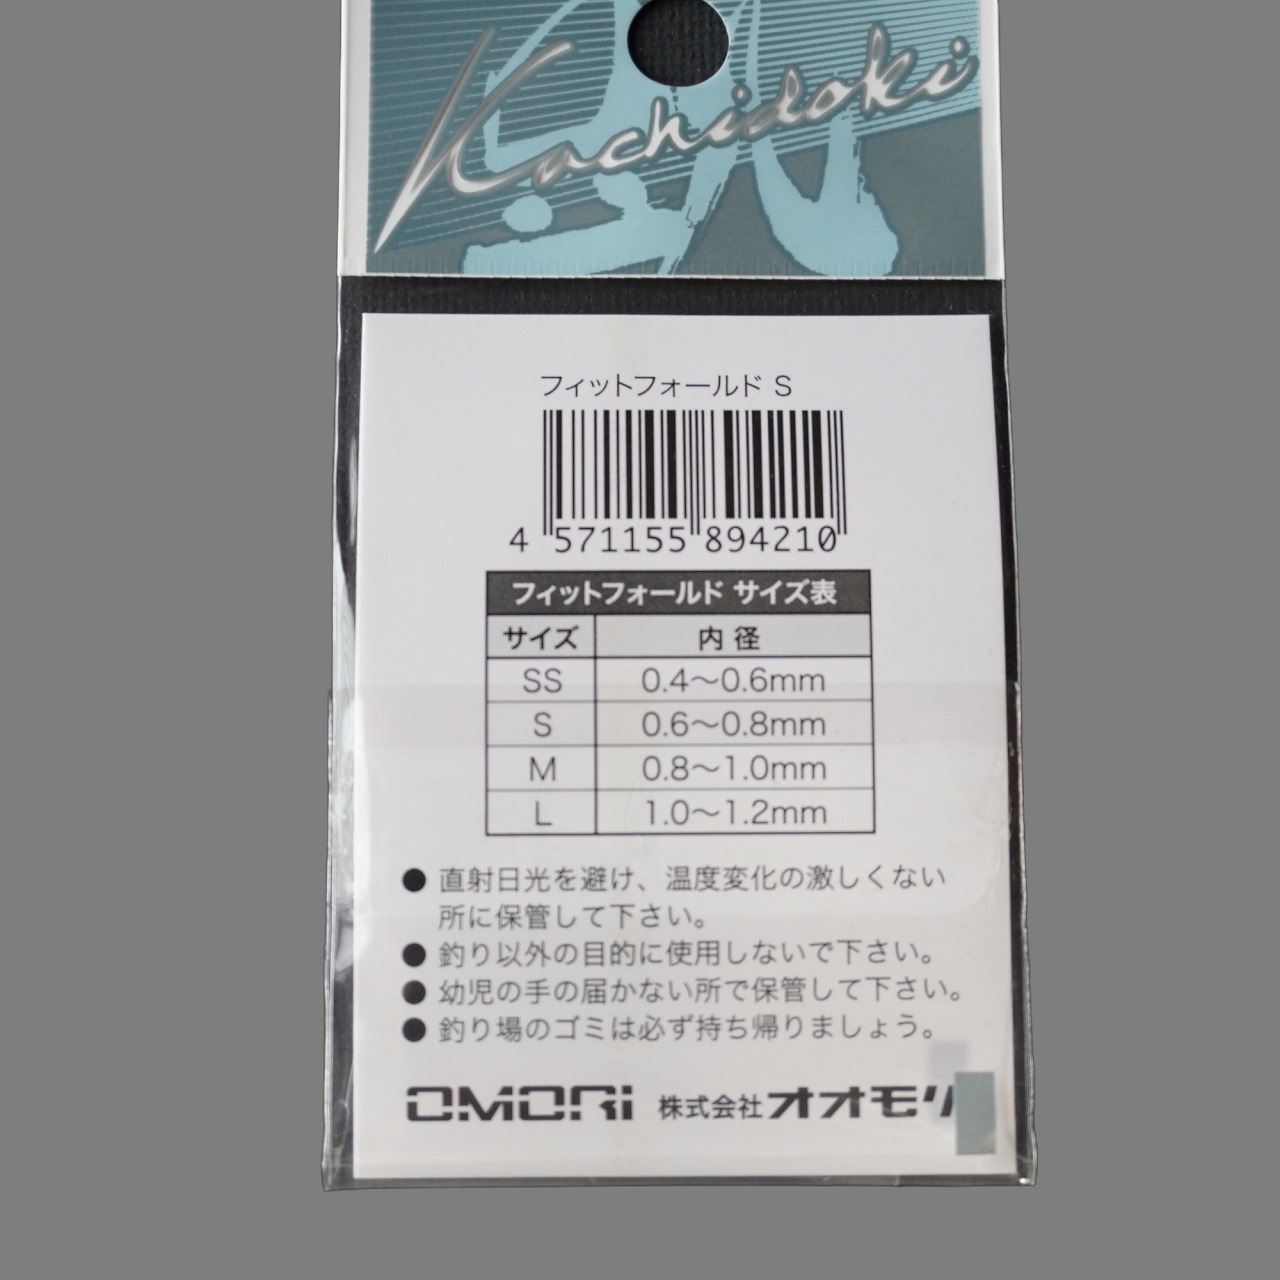 Kachidoki
フィットフォールド S
4 571155 894210
フィットフォールド サイズ表
サイズ 内径
SS 0.4〜0.6mm
S 0.6〜0.8mm
M 0.8〜1.0mm
L 1.0〜1.2mm
● 直射日光を避け、温度変化の激しくない
所に保管して下さい。
● 釣り以外の目的に使用しないで下さい。
● 幼児の手の届かない所で保管して下さい。
● 釣り場のゴミは必ず持ち帰りましょう。
OMORi 株式会社オオモリ